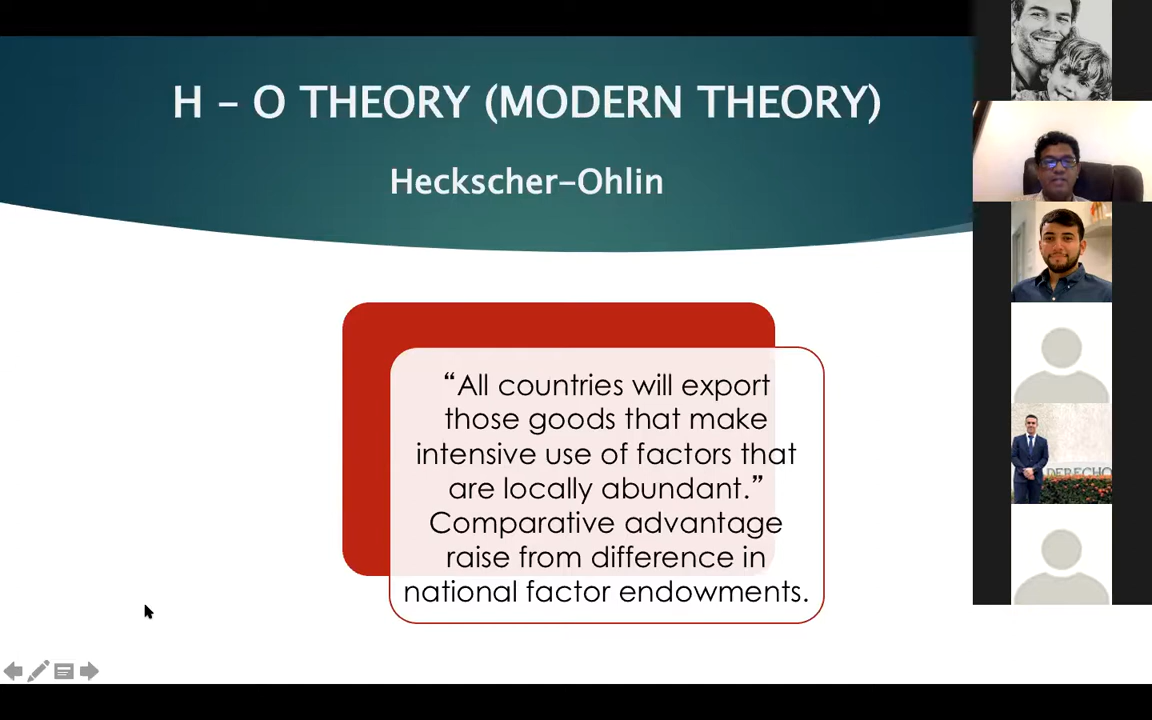 H – O THEORY (MODERN THEORY)
Heckscher–Ohlin
“All countries will export
those goods that make
intensive use of factors that
are locally abundant.”
Comparative advantage
raise from difference in
national factor endowments.
DERECHO